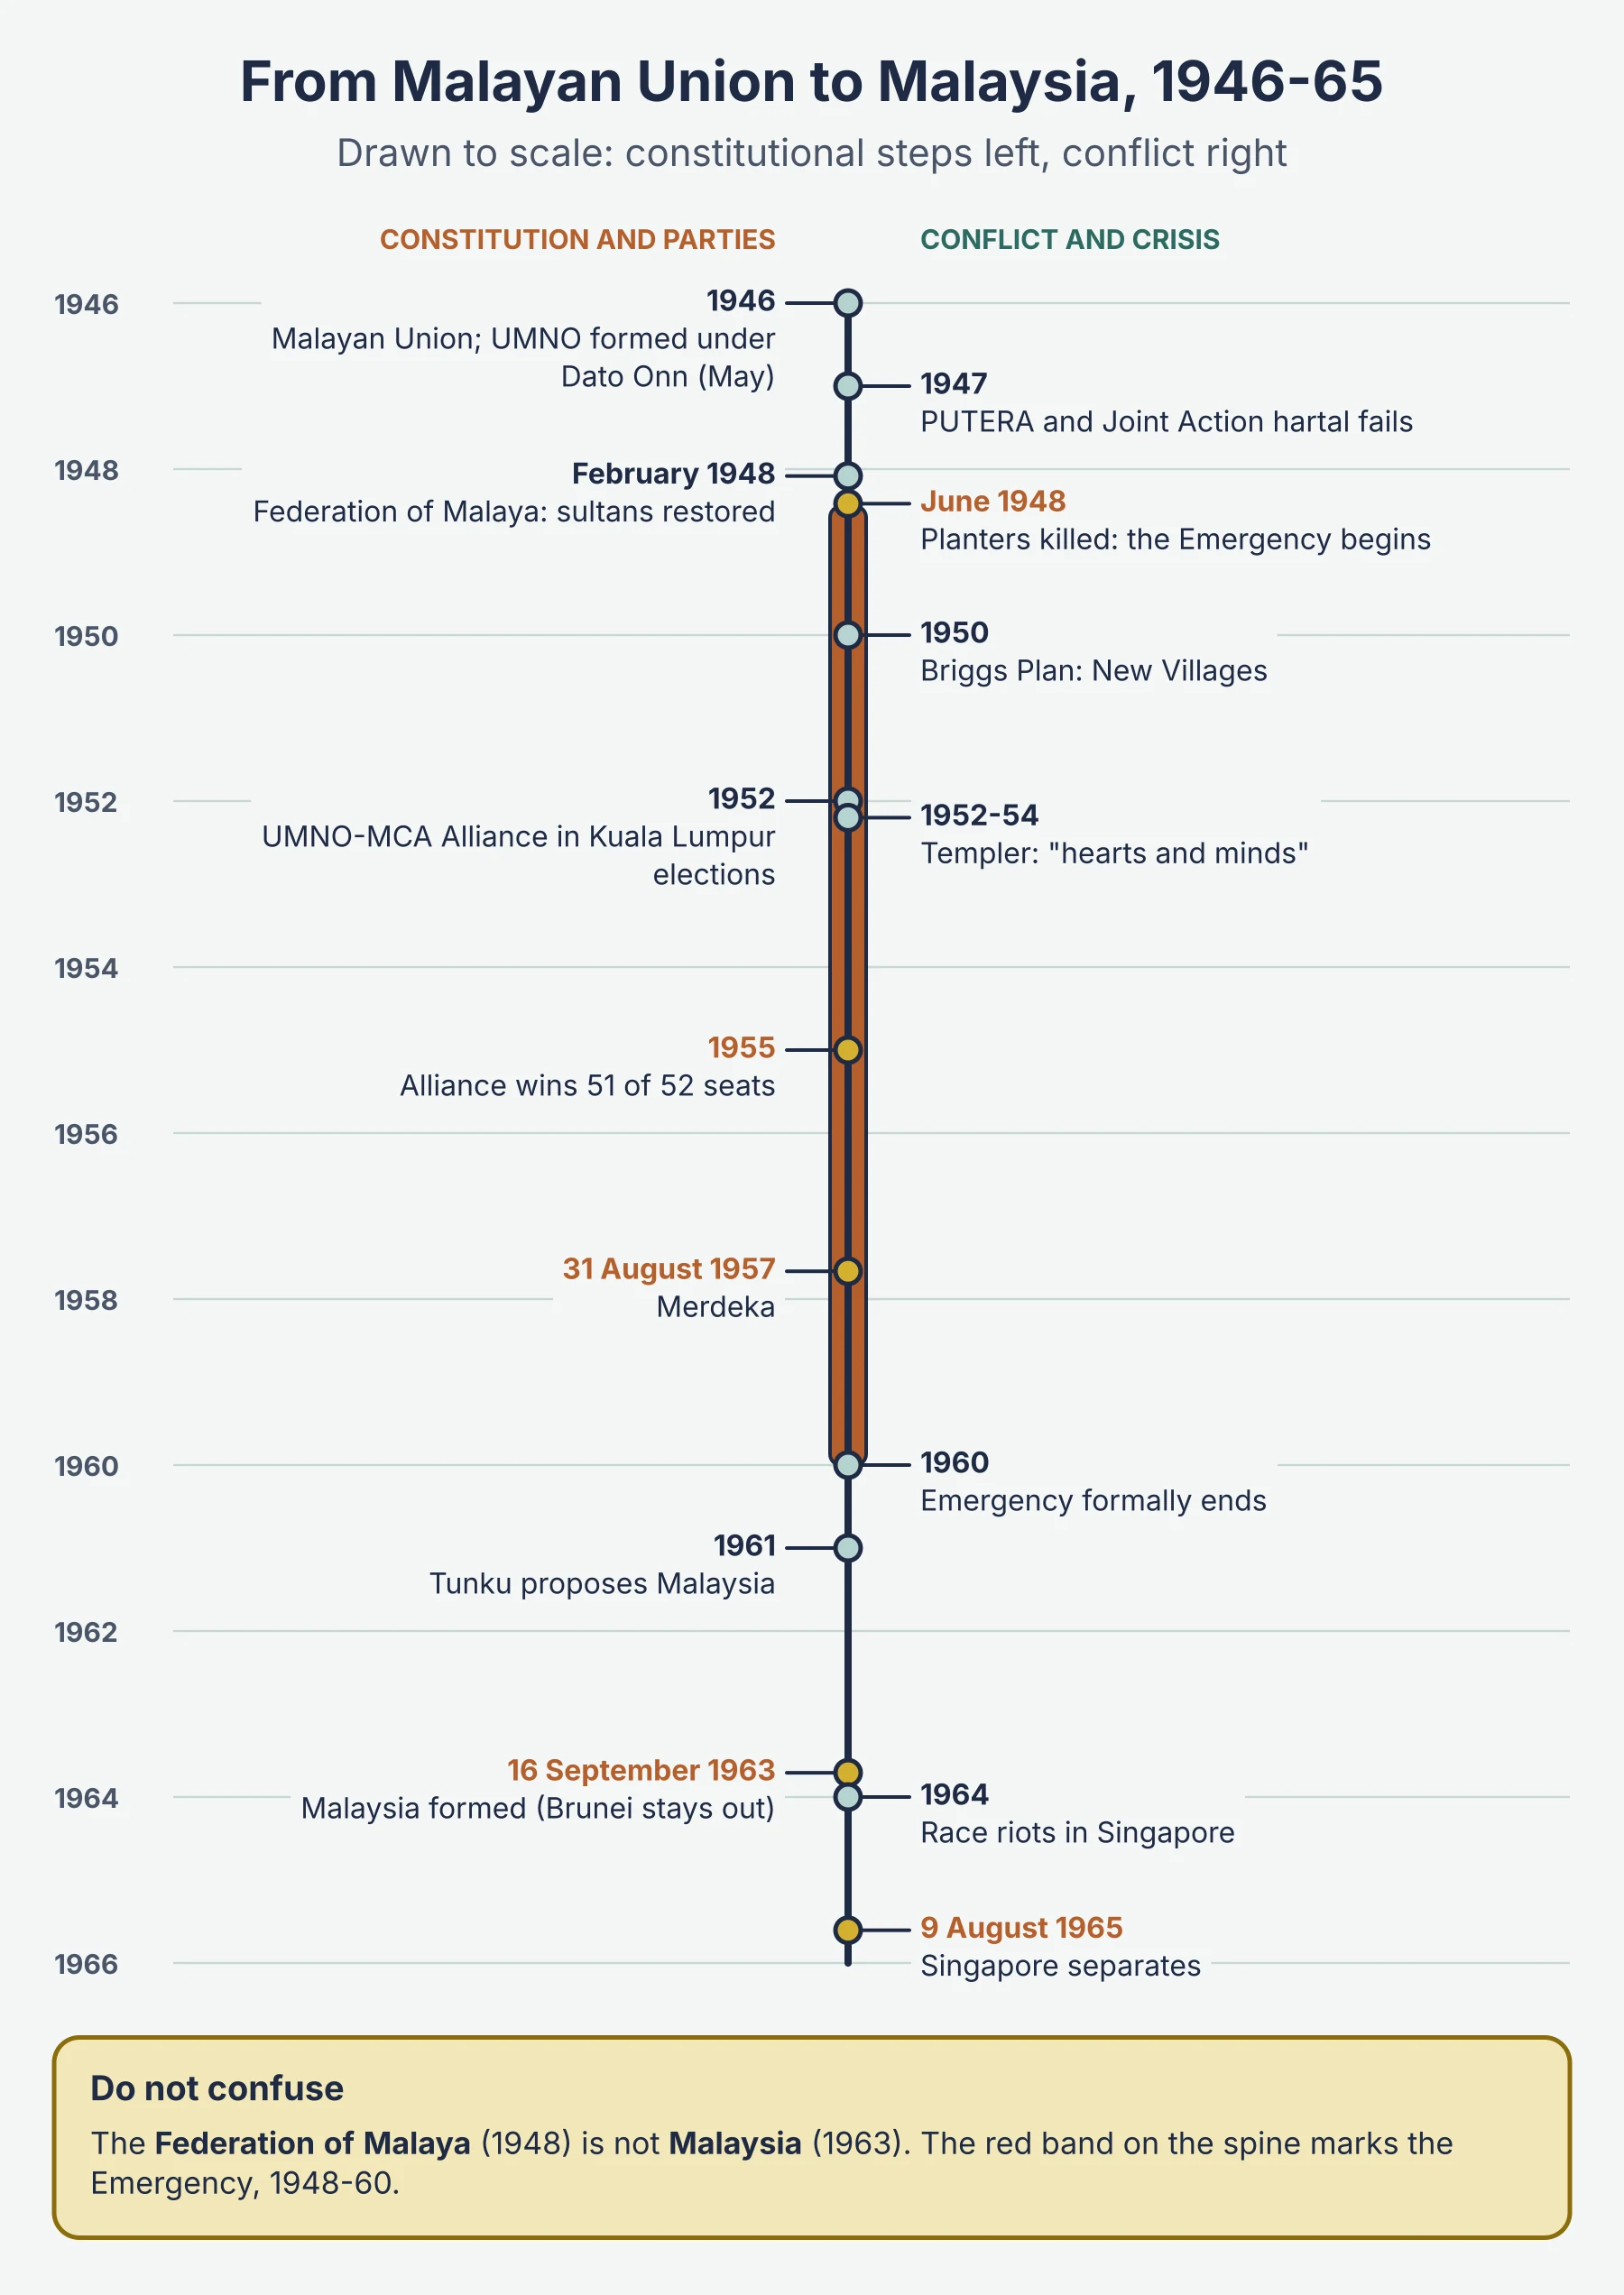 From Malayan Union to Malaysia, 1946-65
Drawn to scale: constitutional steps left, conflict right
CONSTITUTION AND PARTIES
CONFLICT AND CRISIS
1946
1946
Malayan Union; UMNO formed under
Dato Onn (May)
1947
PUTERA and Joint Action hartal fails
1948
February 1948
Federation of Malaya: sultans restored
June 1948
Planters killed: the Emergency begins
1950
1950
Briggs Plan: New Villages
1952
1952
UMNO-MCA Alliance in Kuala Lumpur
elections
1952-54
Templer: "hearts and minds"
1954
1955
Alliance wins 51 of 52 seats
1956
31 August 1957
Merdeka
1958
1960
1960
Emergency formally ends
1961
Tunku proposes Malaysia
1962
16 September 1963
Malaysia formed (Brunei stays out)
1964
1964
Race riots in Singapore
9 August 1965
Singapore separates
1966
Do not confuse
The Federation of Malaya (1948) is not Malaysia (1963). The red band on the spine marks the
Emergency, 1948-60.